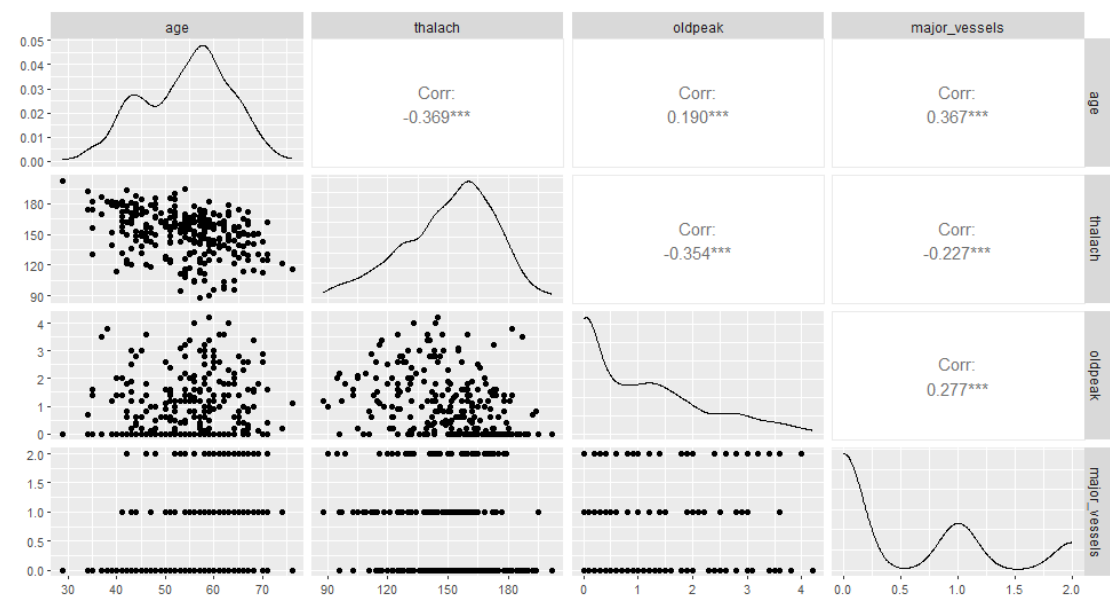 age thalach oldpeak major_vessels
0.05
0.04
0.03
0.02
0.01
0.00
Corr:
-0.369***
Corr:
0.190***
Corr:
0.367***
age
180
150
120
90
Corr:
-0.354***
Corr:
-0.227***
thalach
4
3
2
1
0
Corr:
0.277***
oldpeak
2.0
1.5
1.0
0.5
0.0
major_vessels
30 40 50 60 70 90 120 150 180 0 1 2 3 4 0.0 0.5 1.0 1.5 2.0